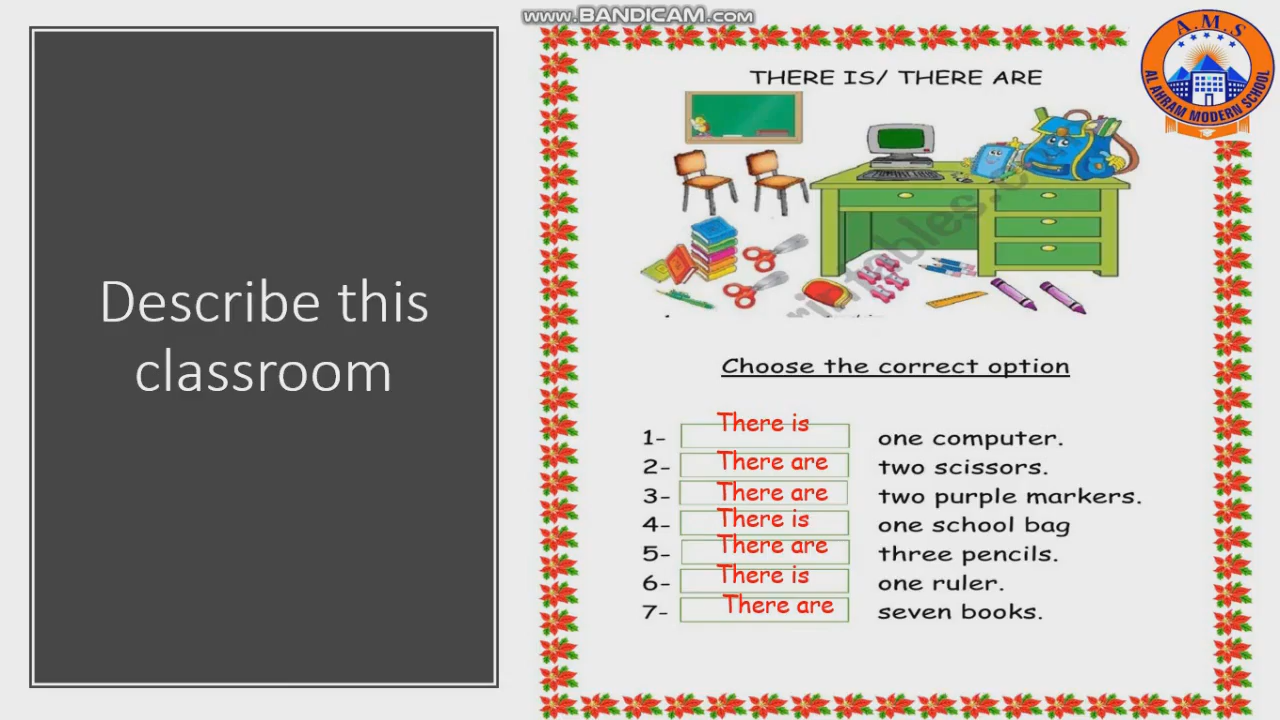 www.BANDICAM.com
A.M.S
AL AHRAM MODERN SCHOOL
Describe this
classroom
THERE IS/ THERE ARE
Choose the correct option
1- There is one computer.
2- There are two scissors.
3- There are two purple markers.
4- There is one school bag
5- There are three pencils.
6- There is one ruler.
7- There are seven books.